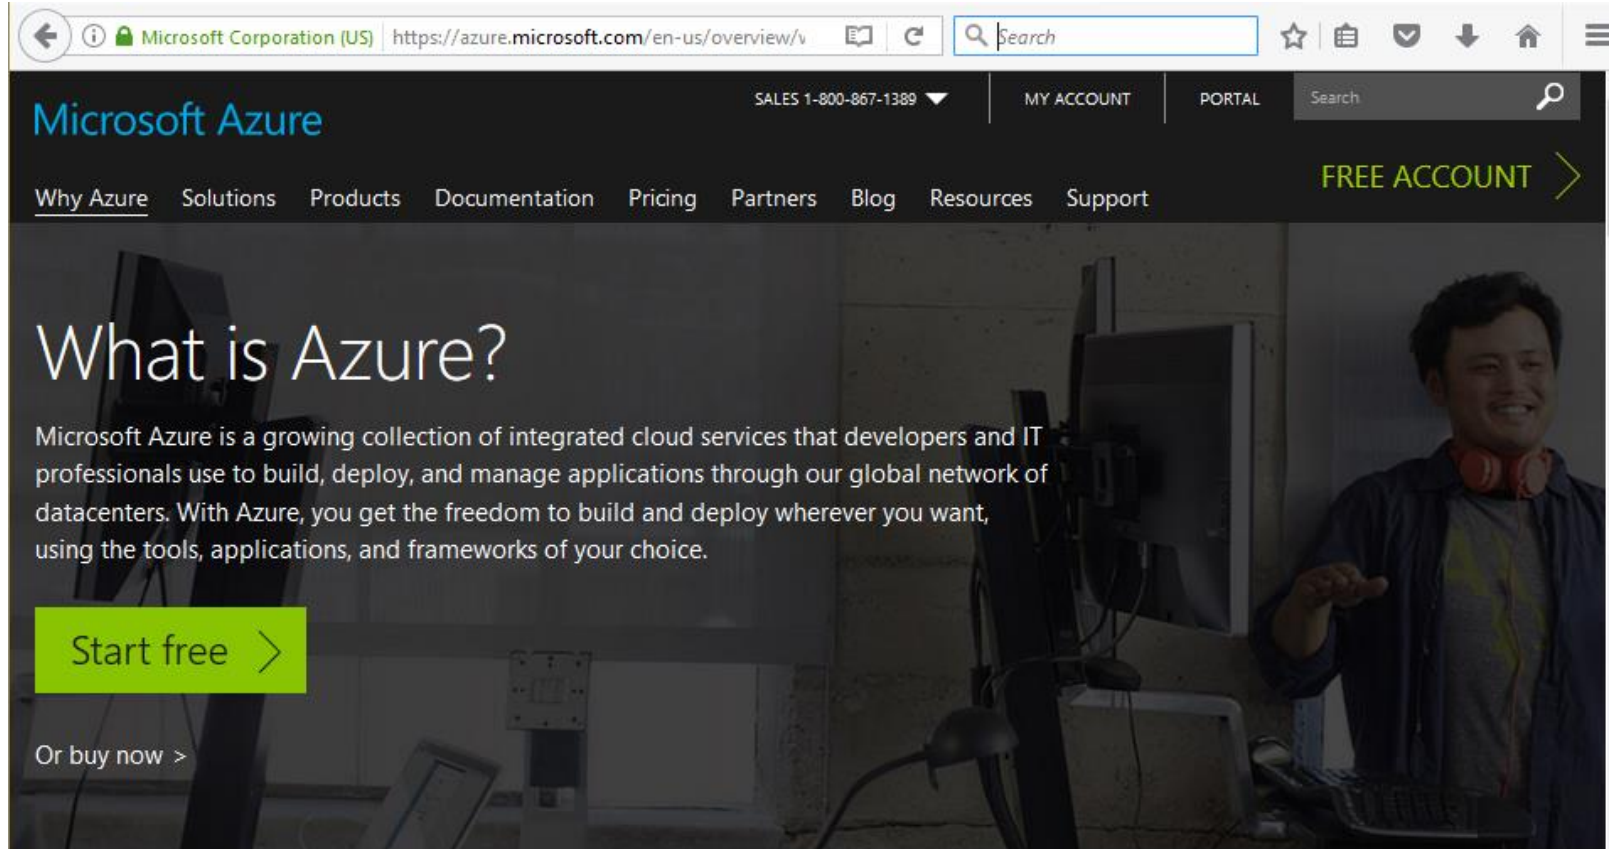 Microsoft Corporation (US) https://azure.microsoft.com/en-us/overview/ Search
SALES 1-800-867-1389 MY ACCOUNT PORTAL Search
Microsoft Azure
FREE ACCOUNT
Why Azure Solutions Products Documentation Pricing Partners Blog Resources Support
What is Azure?
Microsoft Azure is a growing collection of integrated cloud services that developers and IT
professionals use to build, deploy, and manage applications through our global network of
datacenters. With Azure, you get the freedom to build and deploy wherever you want,
using the tools, applications, and frameworks of your choice.
Start free >
Or buy now >